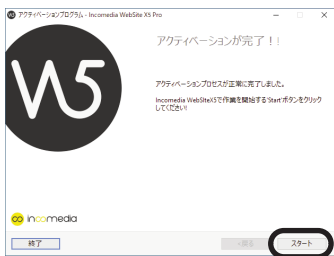 アクティベーションプログラム - Incomedia WebSite X5 Pro
アクティベーションが完了!!
W5
アクティベーションプロセスが正常に完了しました。
Incomedia WebSiteX5で作業を開始する'Start'ボタンをクリック
してください!
incomedia
終了
<戻る
スタート